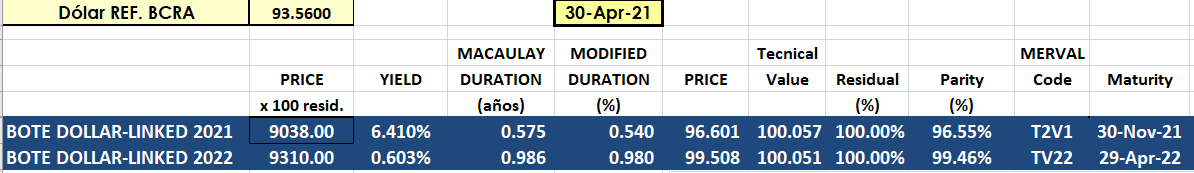 Dólar REF. BCRA 93.5600 30-Apr-21
MACAULAY MODIFIED Tecnical MERVAL
PRICE YIELD DURATION DURATION PRICE Value Residual Parity Code Maturity
x 100 resid. (años) (%) (%) (%)
BOTE DOLLAR-LINKED 2021 9038.00 6.410% 0.575 0.540 96.601 100.057 100.00% 96.55% T2V1 30-Nov-21
BOTE DOLLAR-LINKED 2022 9310.00 0.603% 0.986 0.980 99.508 100.051 100.00% 99.46% TV22 29-Apr-22